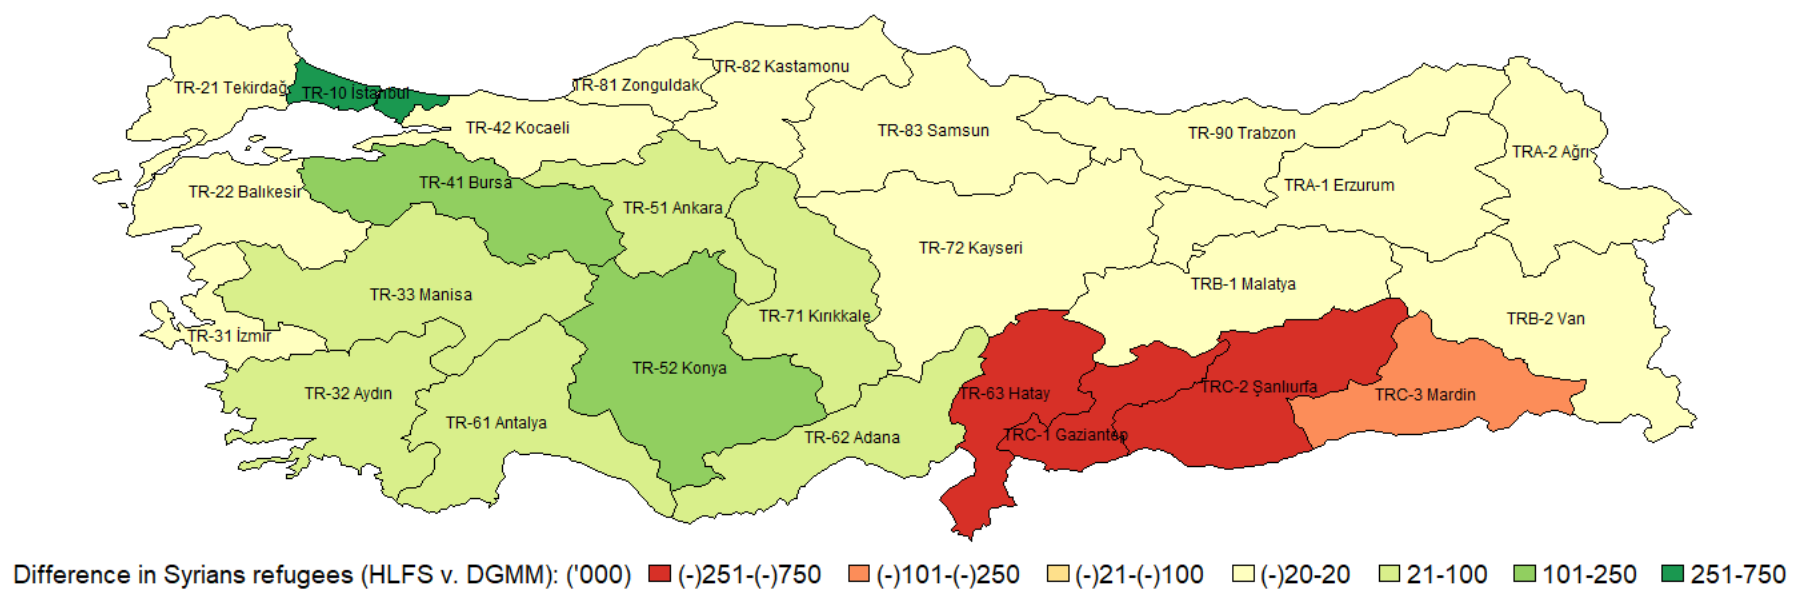 TR-82 Kastamonu
TR-21 Tekirdağ
TR-10 İstanbul
TR-81 Zonguldak
TR-42 Kocaeli
TR-83 Samsun
TR-90 Trabzon
TRA-2 Ağrı
TR-22 Balıkesir
TR-41 Bursa
TRA-1 Erzurum
TR-51 Ankara
TR-72 Kayseri
TR-33 Manisa
TRB-1 Malatya
TR-71 Kırıkkale
TRB-2 Van
TR-31 İzmir
TR-52 Konya
TR-32 Aydın
TR-63 Hatay
TRC-2 Şanlıurfa
TRC-3 Mardin
TR-61 Antalya
TR-62 Adana
TRC-1 Gaziantep
Difference in Syrians refugees (HLFS v. DGMM): ('000) (-)251-(-)750 (-)101-(-)250 (-)21-(-)100 (-)20-20 21-100 101-250 251-750